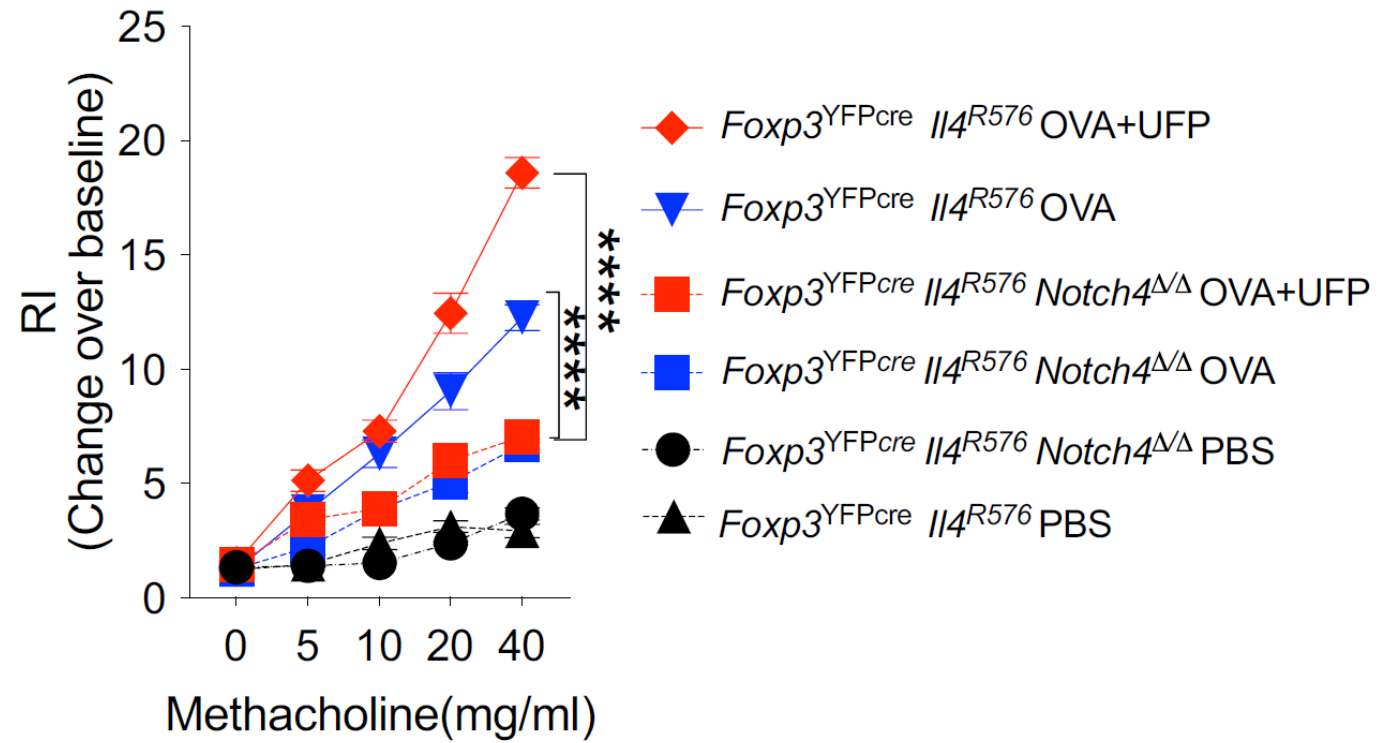 25
20
15
10
5
0
RI
(Change over baseline)
0 5 10 20 40
Methacholine(mg/ml)
****
****
Foxp3YFPcre Il4R576 OVA+UFP
Foxp3YFPcre Il4R576 OVA
Foxp3YFPcre Il4R576 Notch4Δ/Δ OVA+UFP
Foxp3YFPcre Il4R576 Notch4Δ/Δ OVA
Foxp3YFPcre Il4R576 Notch4Δ/Δ PBS
Foxp3YFPcre Il4R576 PBS